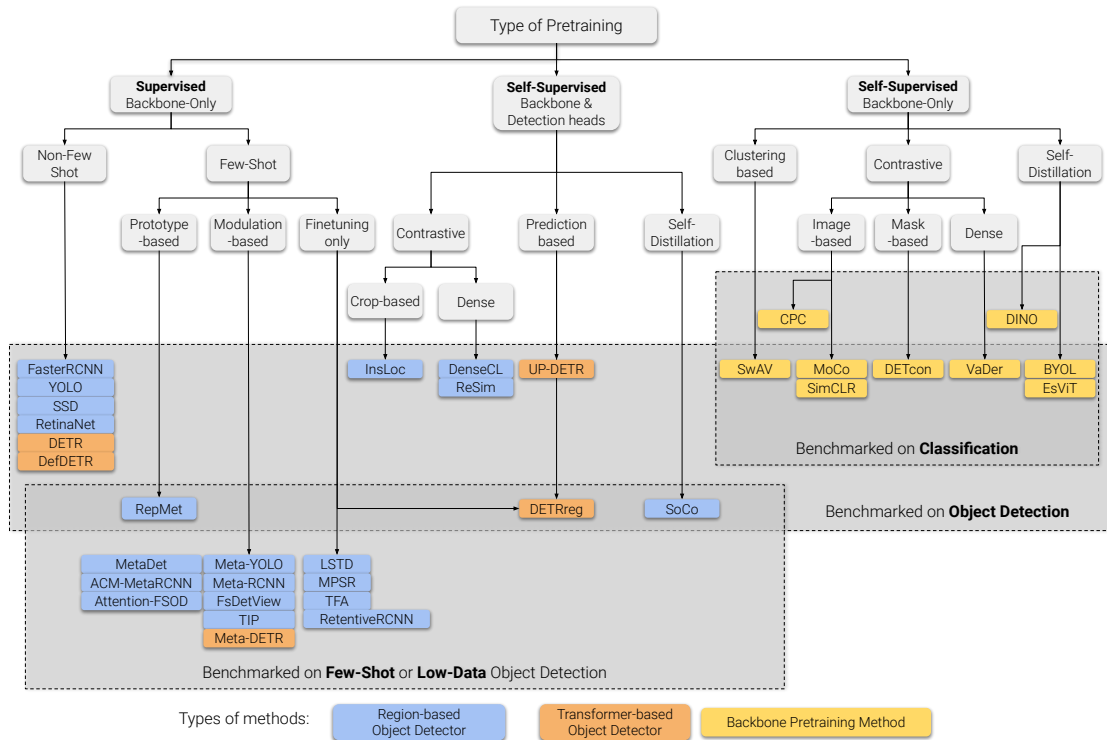 Type of Pretraining
Supervised
Backbone-Only
Self-Supervised
Backbone &
Detection heads
Self-Supervised
Backbone-Only
Non-Few
Shot
Few-Shot
Clustering
based
Contrastive
Self-
Distillation
Prototype
-based
Modulation
-based
Finetuning
only
Contrastive
Prediction
based
Self-
Distillation
Image
-based
Mask
-based
Dense
Crop-based
Dense
CPC
DINO
FasterRCNN
YOLO
SSD
RetinaNet
DETR
DefDETR
InsLoc
DenseCL
ReSim
UP-DETR
SwAV
MoCo
SimCLR
DETcon
VaDer
BYOL
EsViT
Benchmarked on Classification
RepMet
DETRreg
SoCo
Benchmarked on Object Detection
MetaDet
ACM-MetaRCNN
Attention-FSOD
Meta-YOLO
Meta-RCNN
FsDetView
TIP
Meta-DETR
LSTD
MPSR
TFA
RetentiveRCNN
Benchmarked on Few-Shot or Low-Data Object Detection
Types of methods:
Region-based
Object Detector
Transformer-based
Object Detector
Backbone Pretraining Method